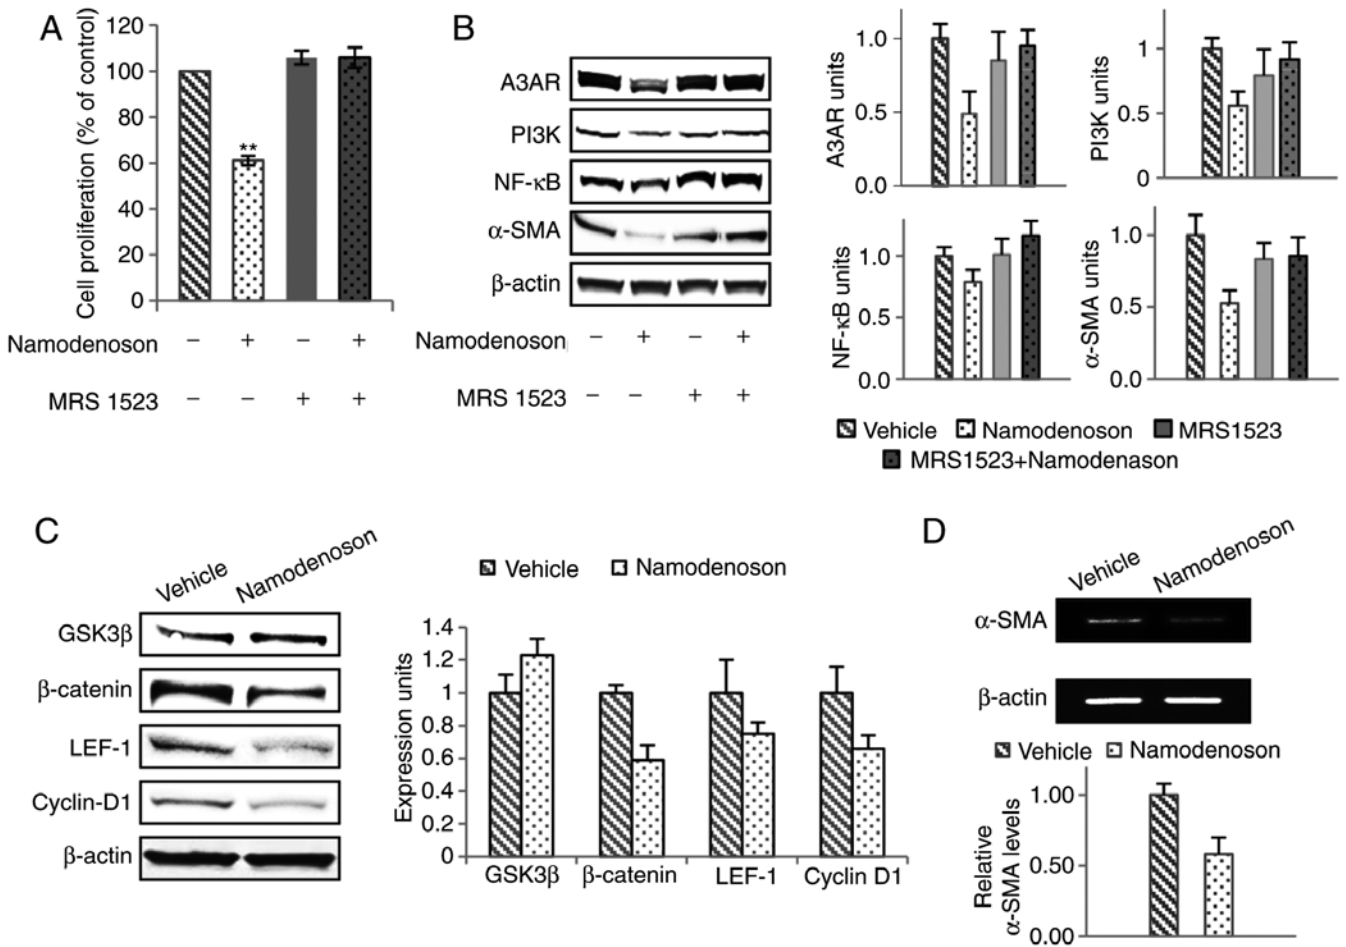 A
Cell proliferation (% of control)
120
100
80
60
40
20
0
**
Namodenoson − + − +
MRS 1523 − − + +
B
A3AR
PI3K
NF-κB
α-SMA
β-actin
Namodenoson − + − +
MRS 1523 − − + +
A3AR units
1.0
0.5
0.0
PI3K units
1
0.5
0
NF-κB units
1.0
0.5
0.0
α-SMA units
1.0
0.5
0.0
Vehicle Namodenoson MRS1523
MRS1523+Namodenason
C
Vehicle Namodenoson
GSK3β
β-catenin
LEF-1
Cyclin-D1
β-actin
Vehicle Namodenoson
Expression units
1.4
1.2
1
0.8
0.6
0.4
0.2
0
GSK3β β-catenin LEF-1 Cyclin D1
D
Vehicle Namodenoson
α-SMA
β-actin
Vehicle Namodenoson
Relative
α-SMA levels
1.00
0.50
0.00